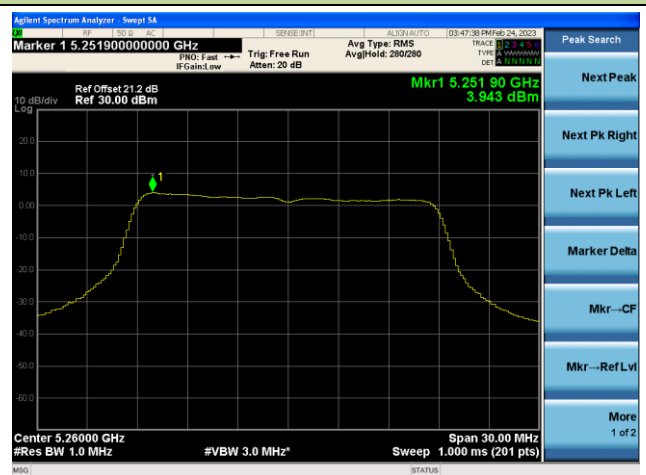 Agilent Spectrum Analyzer - Swept SA
RF 50 Ω AC SENSE:INT ALIGN AUTO 03:47:38 PM Feb 24, 2023
Marker 1 5.251900000000 GHz
PNO: Fast
IFGain:Low
Trig: Free Run
Atten: 20 dB
Avg Type: RMS
Avg|Hold: 280/280
TRACE 1 2 3 4 5 6
TYPE A WWWWW
DET A N N N N N
Peak Search
Next Peak
Next Pk Right
Next Pk Left
Marker Delta
Mkr→CF
Mkr→Ref Lvl
More
1 of 2
Mkr1 5.251 90 GHz
3.943 dBm
Ref Offset 21.2 dB
10 dB/div Ref 30.00 dBm
Log
20.0
10.0
0.00
-10.0
-20.0
-30.0
-40.0
-50.0
-60.0
1
Center 5.26000 GHz Span 30.00 MHz
#Res BW 1.0 MHz #VBW 3.0 MHz* Sweep 1.000 ms (201 pts)
MSG STATUS